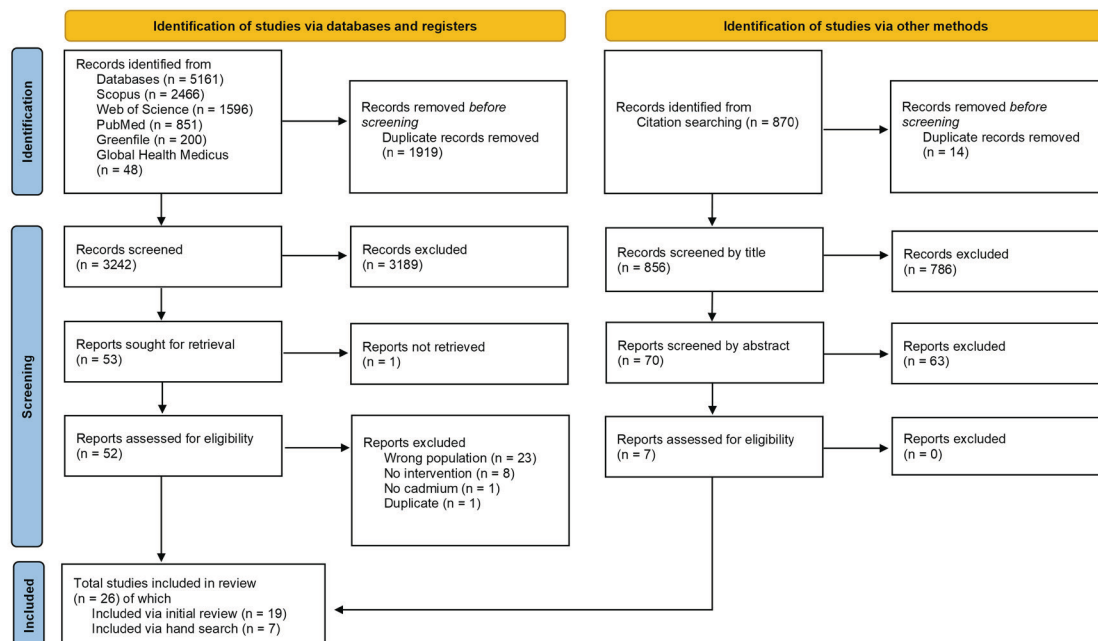 Identification of studies via databases and registers
Identification of studies via other methods
Identification
Records identified from
Databases (n = 5161)
Scopus (n = 2466)
Web of Science (n = 1596)
PubMed (n = 851)
Greenfile (n = 200)
Global Health Medicus
(n = 48)
Records removed before
screening
Duplicate records removed
(n = 1919)
Records identified from
Citation searching (n = 870)
Records removed before
screening
Duplicate records removed
(n = 14)
Screening
Records screened
(n = 3242)
Records excluded
(n = 3189)
Records screened by title
(n = 856)
Records excluded
(n = 786)
Reports sought for retrieval
(n = 53)
Reports not retrieved
(n = 1)
Reports screened by abstract
(n = 70)
Reports excluded
(n = 63)
Reports assessed for eligibility
(n = 52)
Reports excluded
Wrong population (n = 23)
No intervention (n = 8)
No cadmium (n = 1)
Duplicate (n = 1)
Reports assessed for eligibility
(n = 7)
Reports excluded
(n = 0)
Included
Total studies included in review
(n = 26) of which
Included via initial review (n = 19)
Included via hand search (n = 7)